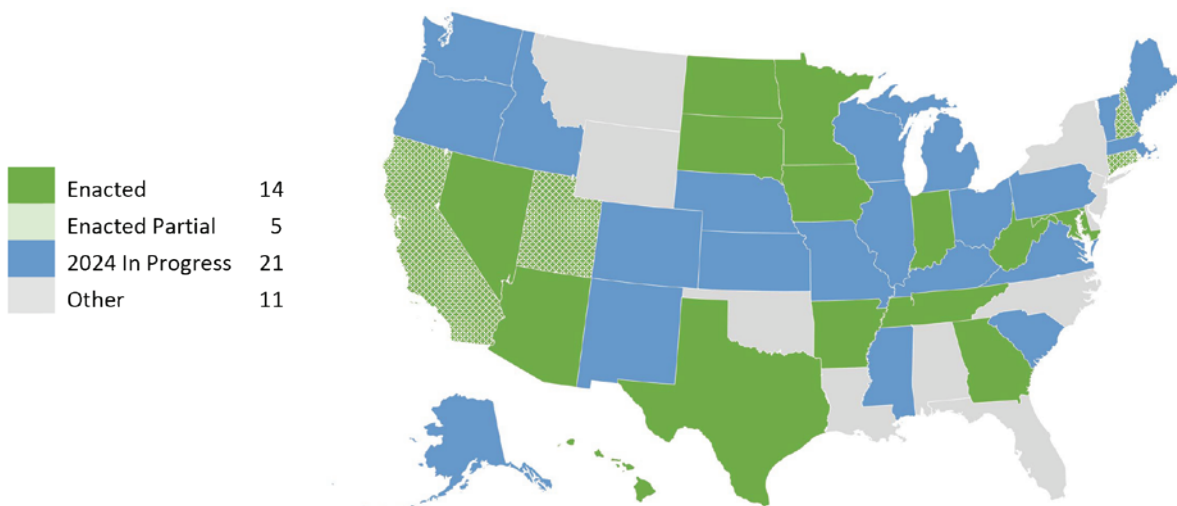 Enacted 14
Enacted Partial 5
2024 In Progress 21
Other 11